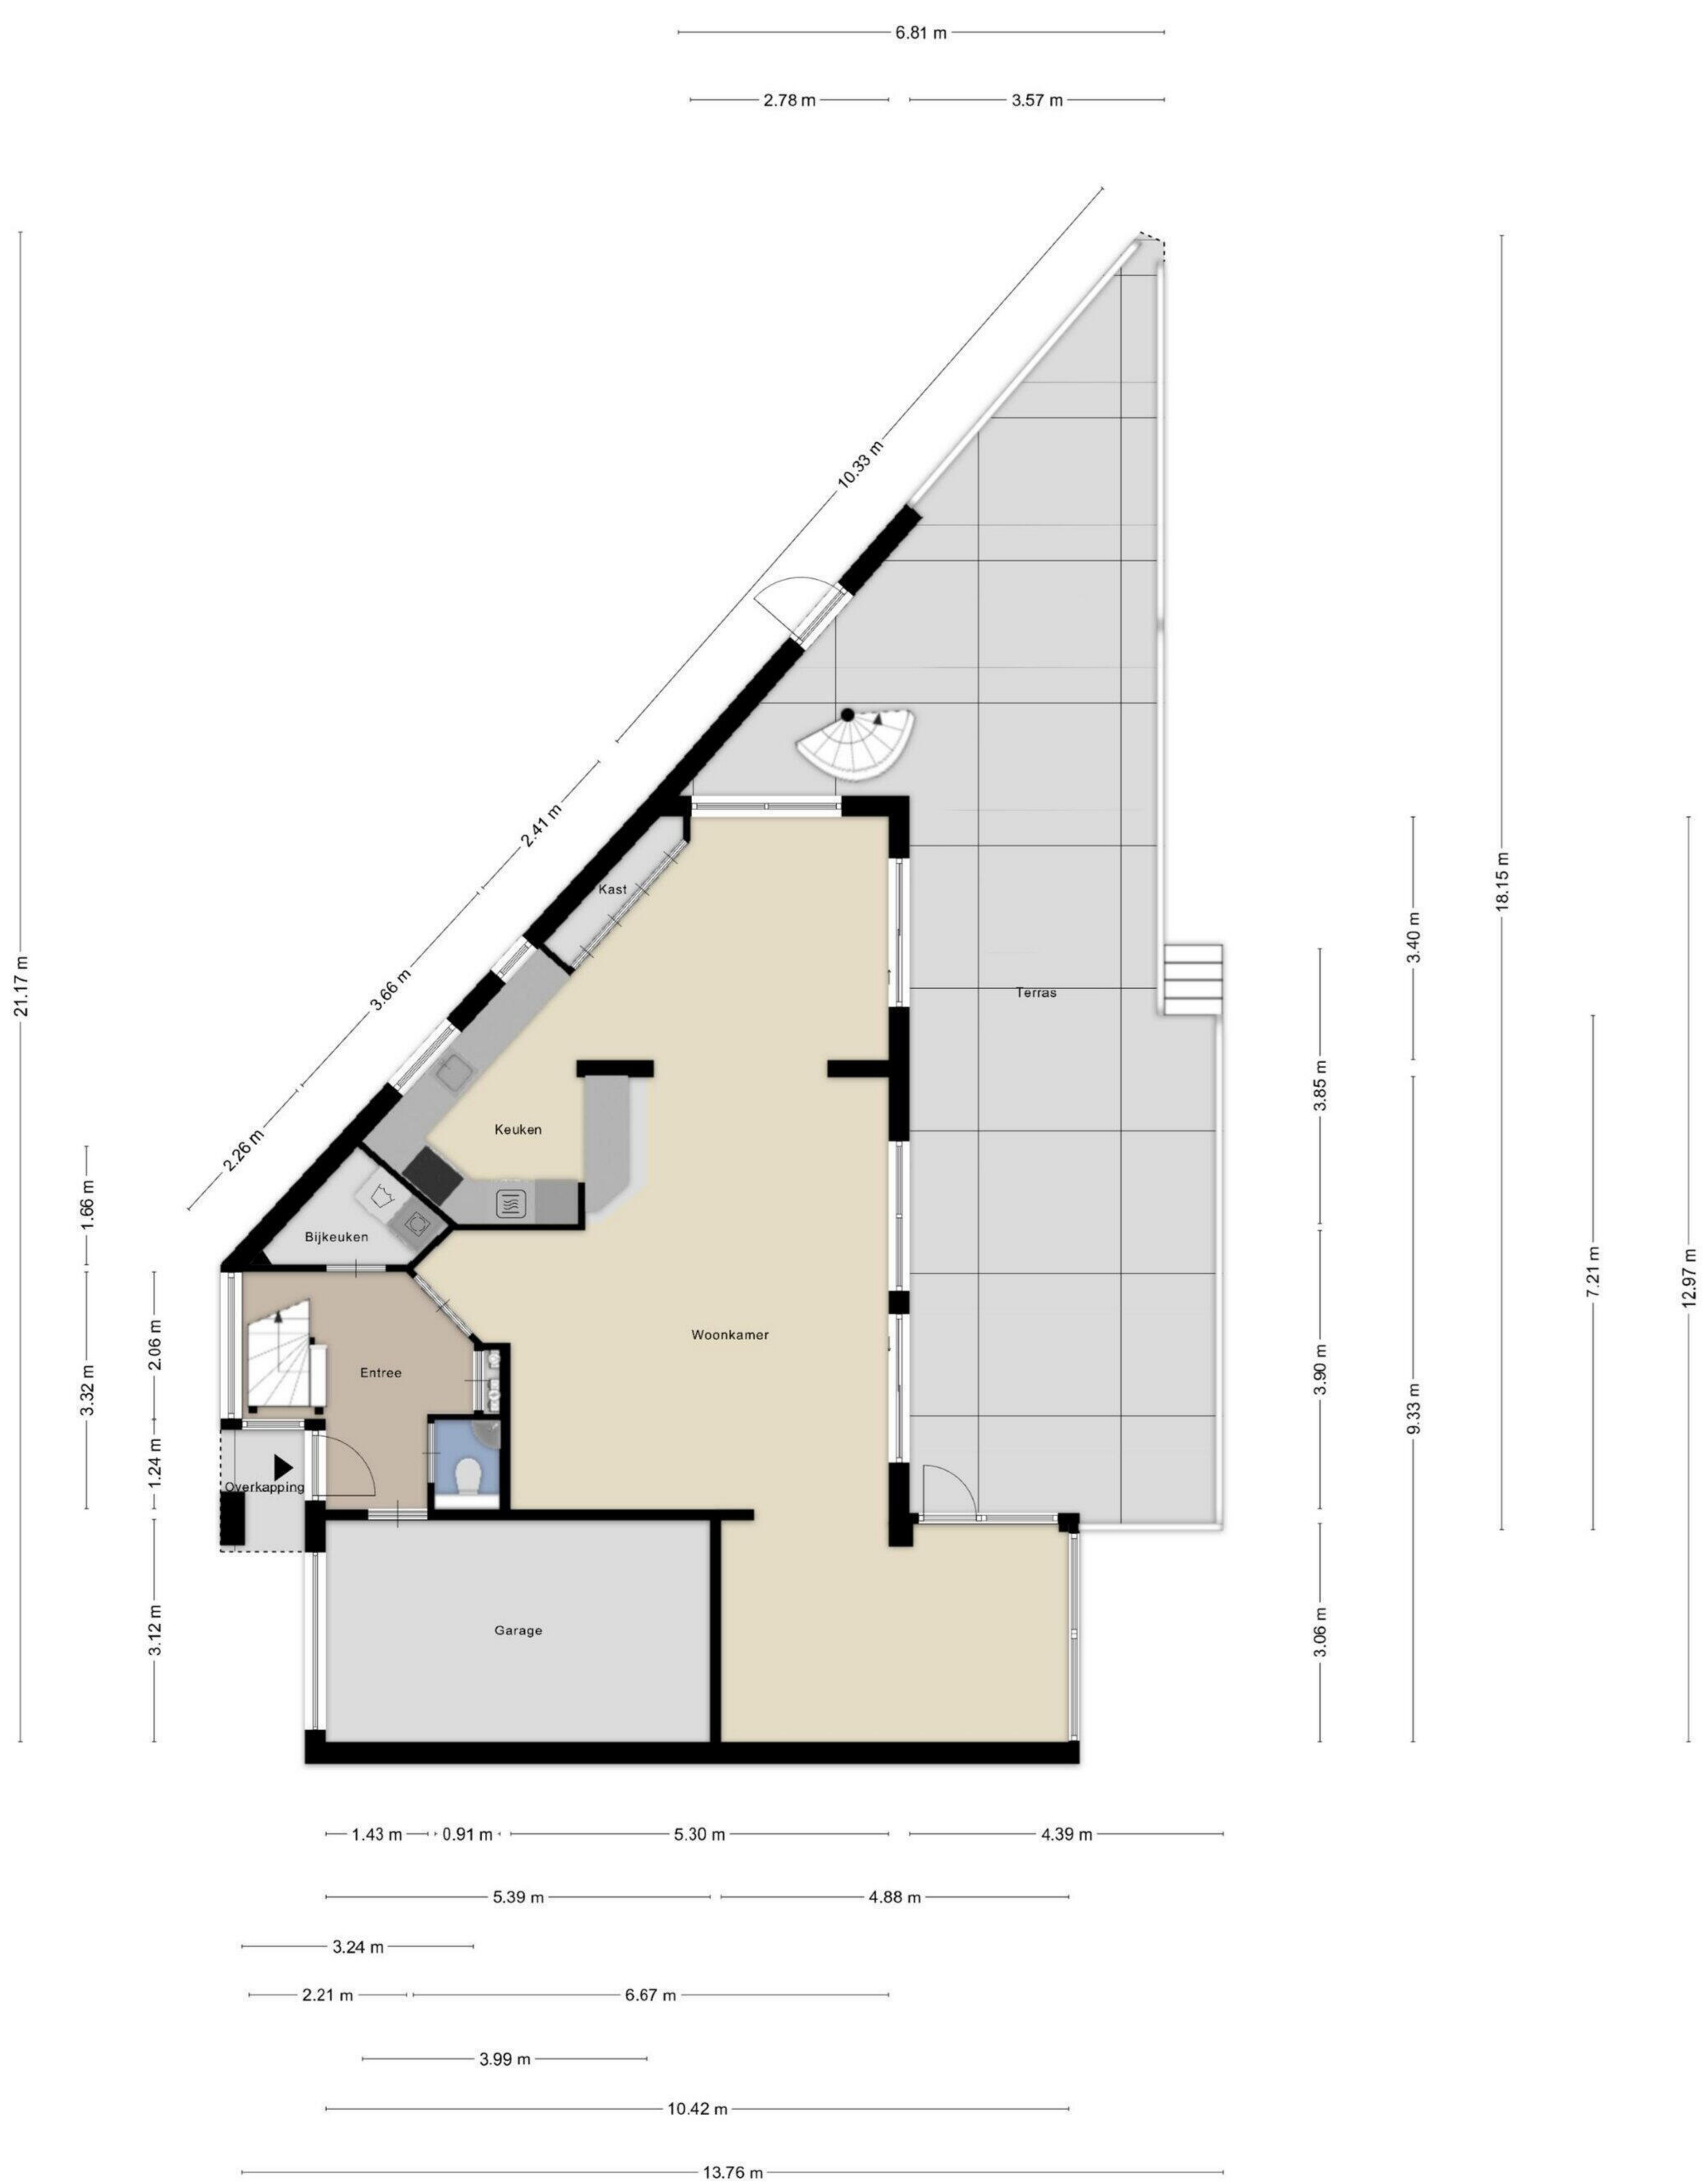 6.81 m
2.78 m
3.57 m
10.33 m
2.41 m
3.66 m
2.26 m
21.17 m
18.15 m
3.40 m
Kast
Terras
3.85 m
Keuken
1.66 m
Bijkeuken
7.21 m
12.97 m
2.06 m
Woonkamer
Entree
3.32 m
3.90 m
9.33 m
1.24 m
Overkapping
3.12 m
Garage
3.06 m
1.43 m
0.91 m
5.30 m
4.39 m
5.39 m
4.88 m
3.24 m
2.21 m
6.67 m
3.99 m
10.42 m
13.76 m